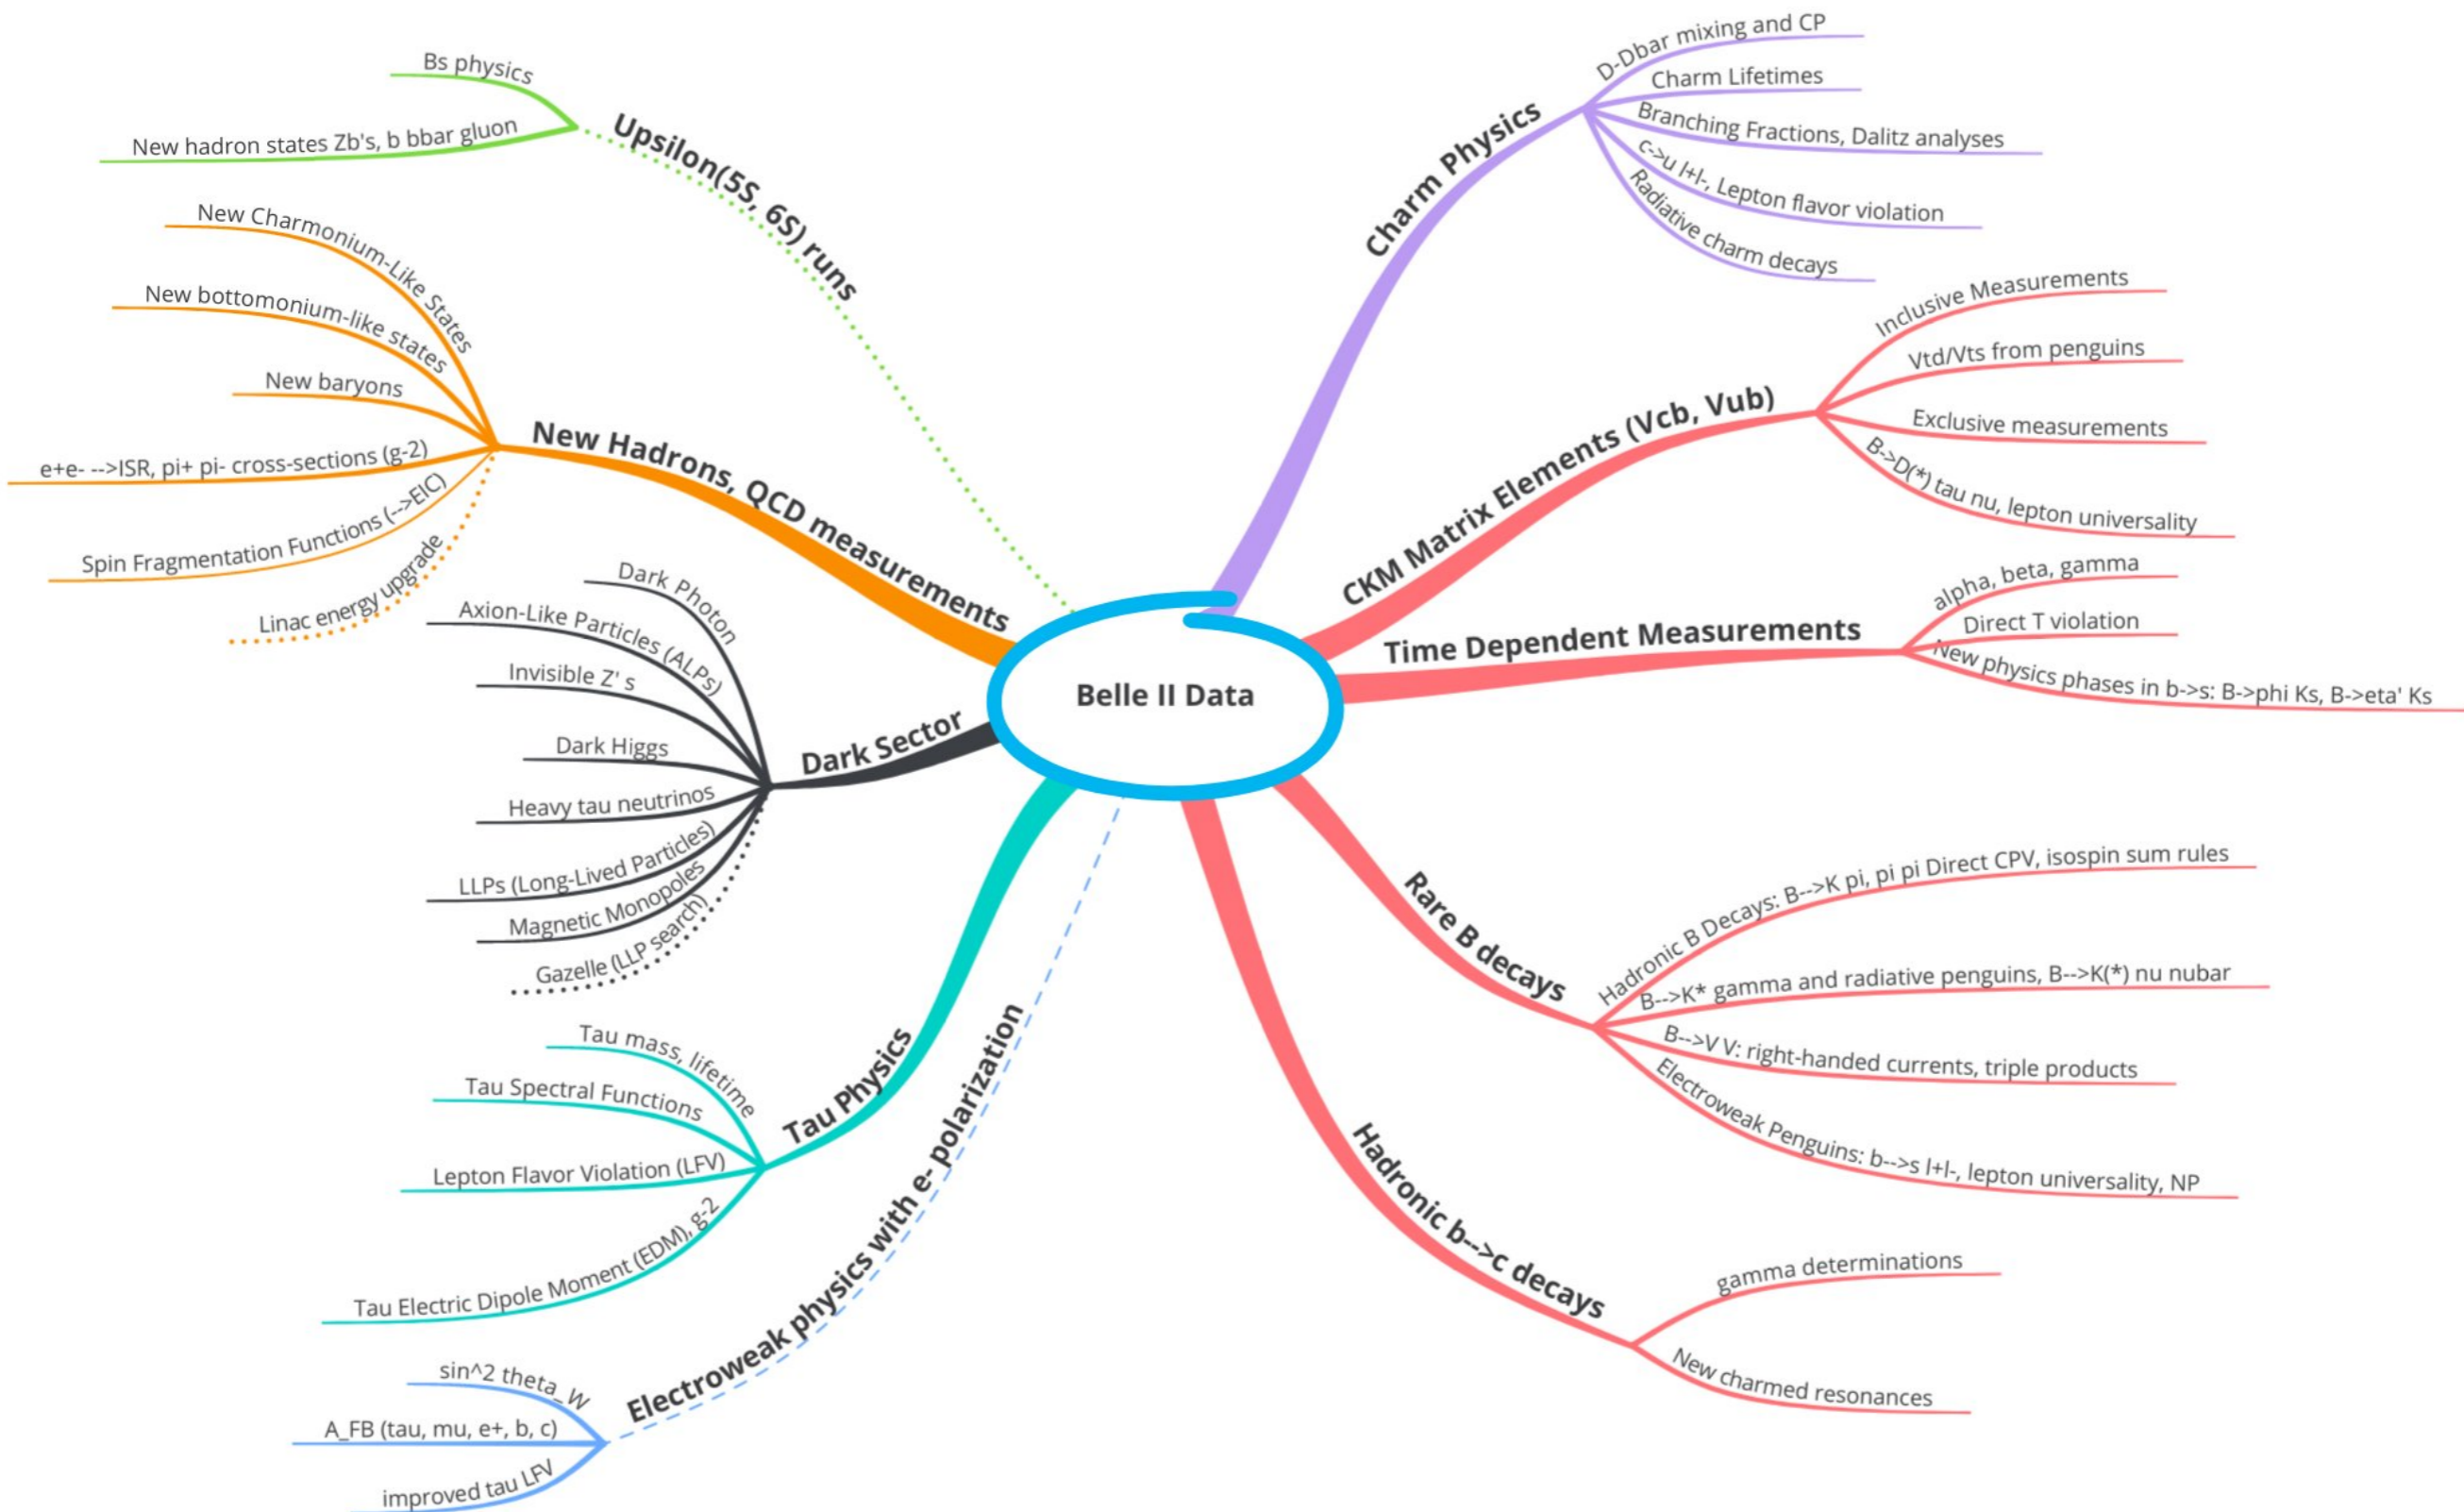 Belle II Data
Upsilon(5S, 6S) runs
Bs physics
New hadron states Zb's, b bbar gluon
New Hadrons, QCD measurements
New Charmonium-Like States
New bottomonium-like states
New baryons
e+e- -->ISR, pi+ pi- cross-sections (g-2)
Spin Fragmentation Functions (-->EIC)
Linac energy upgrade
Dark Sector
Dark Photon
Axion-Like Particles (ALPs)
Invisible Z' s
Dark Higgs
Heavy tau neutrinos
LLPs (Long-Lived Particles)
Magnetic Monopoles
Gazelle (LLP search)
Tau Physics
Tau mass, lifetime
Tau Spectral Functions
Lepton Flavor Violation (LFV)
Tau Electric Dipole Moment (EDM), g-2
Electroweak physics with e- polarization
sin^2 theta_W
A_FB (tau, mu, e+, b, c)
improved tau LFV
Charm Physics
D-Dbar mixing and CP
Charm Lifetimes
Branching Fractions, Dalitz analyses
c->u l+l-, Lepton flavor violation
Radiative charm decays
CKM Matrix Elements (Vcb, Vub)
Inclusive Measurements
Vtd/Vts from penguins
Exclusive measurements
B->D(*) tau nu, lepton universality
Time Dependent Measurements
alpha, beta, gamma
Direct T violation
New physics phases in b->s: B->phi Ks, B->eta' Ks
Rare B decays
Hadronic B Decays: B-->K pi, pi pi Direct CPV, isospin sum rules
B-->K* gamma and radiative penguins, B-->K(*) nu nubar
B-->V V: right-handed currents, triple products
Electroweak Penguins: b-->s l+l-, lepton universality, NP
Hadronic b-->c decays
gamma determinations
New charmed resonances